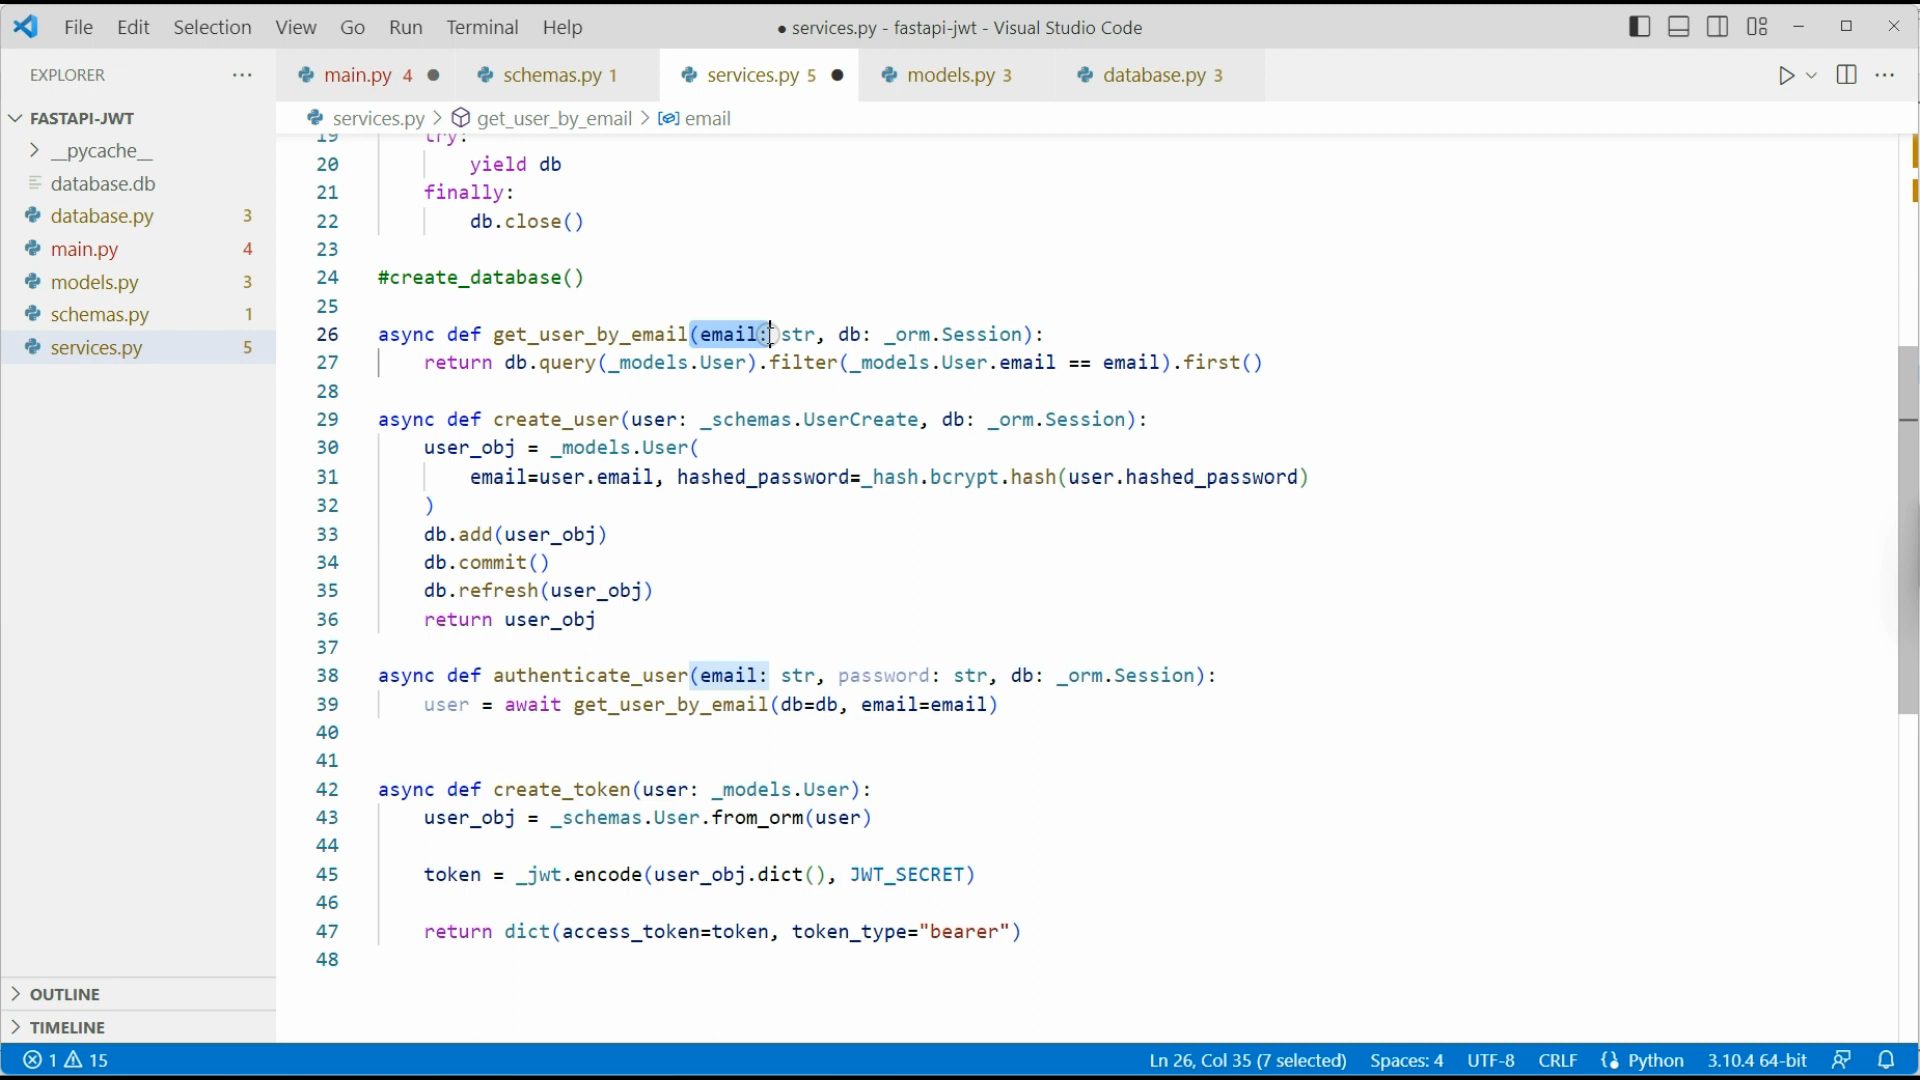 File Edit Selection View Go Run Terminal Help
● services.py - fastapi-jwt - Visual Studio Code
EXPLORER
main.py 4
schemas.py 1
services.py 5
models.py 3
database.py 3
FASTAPI-JWT
__pycache__
database.db
database.py 3
main.py 4
models.py 3
schemas.py 1
services.py 5
OUTLINE
TIMELINE
services.py > get_user_by_email > email
19 try:
20 yield db
21 finally:
22 db.close()
23
24 #create_database()
25
26 async def get_user_by_email(email: str, db: _orm.Session):
27 return db.query(_models.User).filter(_models.User.email == email).first()
28
29 async def create_user(user: _schemas.UserCreate, db: _orm.Session):
30 user_obj = _models.User(
31 email=user.email, hashed_password=_hash.bcrypt.hash(user.hashed_password)
32 )
33 db.add(user_obj)
34 db.commit()
35 db.refresh(user_obj)
36 return user_obj
37
38 async def authenticate_user(email: str, password: str, db: _orm.Session):
39 user = await get_user_by_email(db=db, email=email)
40
41
42 async def create_token(user: _models.User):
43 user_obj = _schemas.User.from_orm(user)
44
45 token = _jwt.encode(user_obj.dict(), JWT_SECRET)
46
47 return dict(access_token=token, token_type="bearer")
48
1 15
Ln 26, Col 35 (7 selected) Spaces: 4 UTF-8 CRLF Python 3.10.4 64-bit